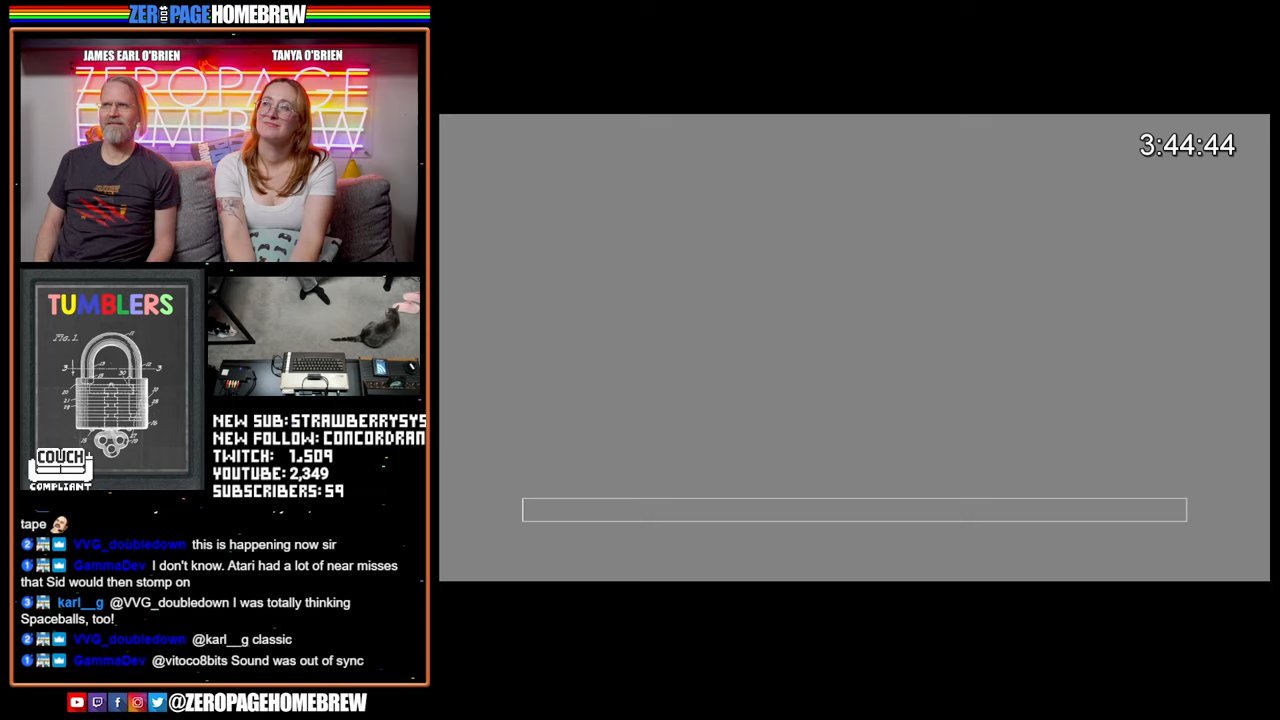 ZEROPAGE HOMEBREW
JAMES EARL O'BRIEN
TANYA O'BRIEN
ZEROPAGE
HOMEBREW
3:44:44
TUMBLERS
Fig. 1.
COUCH
COMPLIANT
NEW SUB: STRAWBERRYSYS
NEW FOLLOW: CONCORDRAN
TWITCH: 1,509
YOUTUBE: 2,349
SUBSCRIBERS: 59
tape
VVG_doubledown this is happening now sir
GammaDev I don't know. Atari had a lot of near misses
that Sid would then stomp on
karl__g @VVG_doubledown I was totally thinking
Spaceballs, too!
VVG_doubledown @karl__g classic
GammaDev @vitoco8bits Sound was out of sync
@ZEROPAGEHOMEBREW